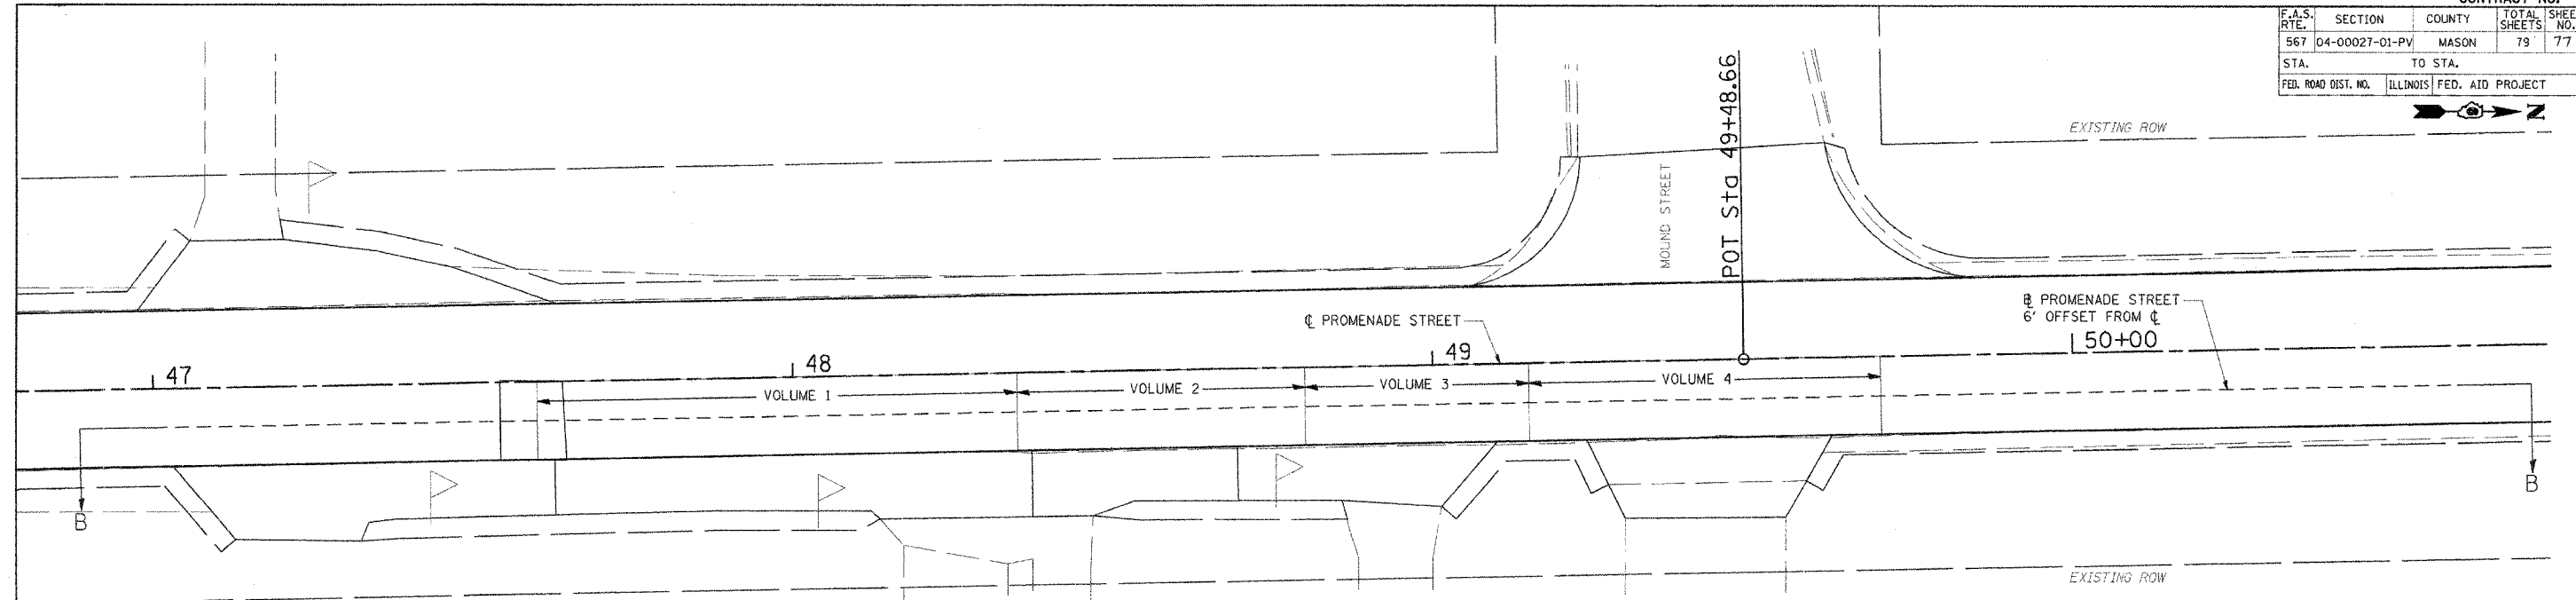 F.A.S. RTE. SECTION COUNTY TOTAL SHEETS SHEE NO.
567 04-00027-01-PV MASON 79 77
STA. TO STA.
FED. ROAD DIST. NO. ILLINOIS FED. AID PROJECT
N
EXISTING ROW
MOUND STREET
POT Sta 49+48.66
℄ PROMENADE STREET
PROMENADE STREET
6' OFFSET FROM ℄
47
48
49
50+00
VOLUME 1
VOLUME 2
VOLUME 3
VOLUME 4
B
B
EXISTING ROW